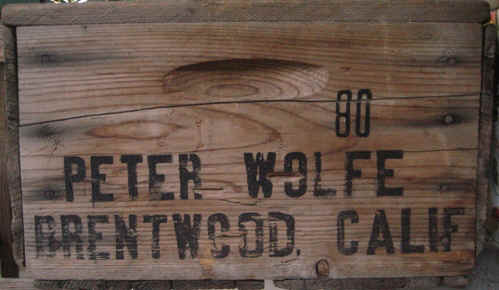 80
PETER WOLFE
BRENTWOOD, CALIF